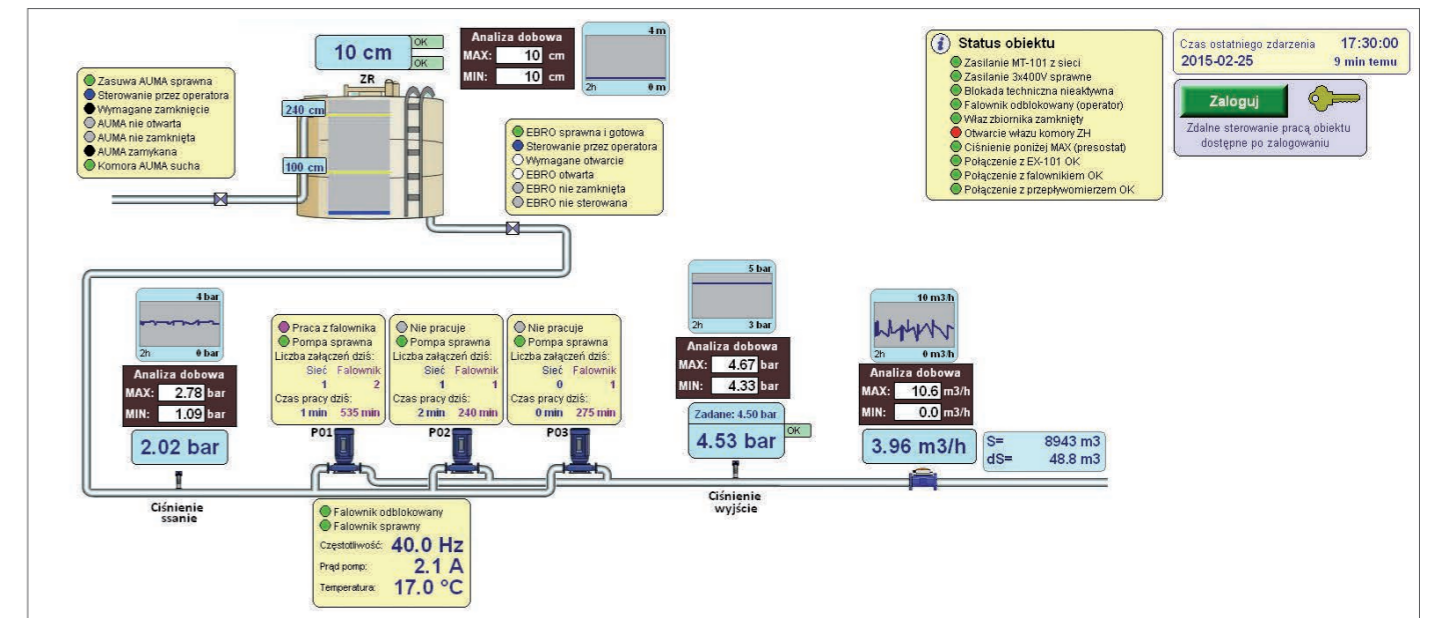 10 cm
OK
OK
ZR
240 cm
100 cm
Analiza dobowa
MAX: 10 cm
MIN: 10 cm
4 m
2h 0 m
Zasuwa AUMA sprawna
Sterowanie przez operatora
Wymagane zamknięcie
AUMA nie otwarta
AUMA nie zamknięta
AUMA zamykana
Komora AUMA sucha
EBRO sprawna i gotowa
Sterowanie przez operatora
Wymagane otwarcie
EBRO otwarta
EBRO nie zamknięta
EBRO nie sterowana
i Status obiektu
Zasilanie MT-101 z sieci
Zasilanie 3x400V sprawne
Blokada techniczna nieaktywna
Falownik odblokowany (operator)
Właz zbiornika zamknięty
Otwarcie włazu komory ZH
Ciśnienie poniżej MAX (presostat)
Połączenie z EX-101 OK
Połączenie z falownikiem OK
Połączenie z przepływomierzem OK
Czas ostatniego zdarzenia 17:30:00
2015-02-25 9 min temu
Zaloguj
Zdalne sterowanie pracą obiektu
dostępne po zalogowaniu
4 bar
2h 0 bar
Analiza dobowa
MAX: 2.78 bar
MIN: 1.09 bar
2.02 bar
Ciśnienie
ssanie
Praca z falownika
Pompa sprawna
Liczba załączeń dziś:
Sieć Falownik
1 2
Czas pracy dziś:
1 min 535 min
P01
Nie pracuje
Pompa sprawna
Liczba załączeń dziś:
Sieć Falownik
1 1
Czas pracy dziś:
2 min 240 min
P02
Nie pracuje
Pompa sprawna
Liczba załączeń dziś:
Sieć Falownik
0 1
Czas pracy dziś:
0 min 275 min
P03
Falownik odblokowany
Falownik sprawny
Częstotliwość: 40.0 Hz
Prąd pomp: 2.1 A
Temperatura: 17.0 °C
5 bar
2h 3 bar
Analiza dobowa
MAX: 4.67 bar
MIN: 4.33 bar
Zadane: 4.50 bar
4.53 bar
OK
Ciśnienie
wyjście
10 m3/h
2h 0 m3/h
Analiza dobowa
MAX: 10.6 m3/h
MIN: 0.0 m3/h
3.96 m3/h
S= 8943 m3
dS= 48.8 m3